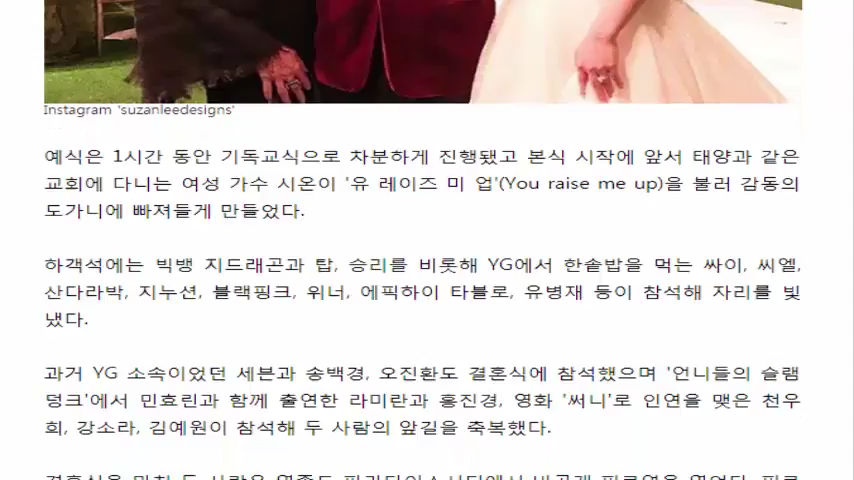 Instagram 'suzanleedesigns'
예식은 1시간 동안 기독교식으로 차분하게 진행됐고 본식 시작에 앞서 태양과 같은
교회에 다니는 여성 가수 시온이 '유 레이즈 미 업'(You raise me up)을 불러 감동의
도가니에 빠져들게 만들었다.
하객석에는 빅뱅 지드래곤과 탑, 승리를 비롯해 YG에서 한솥밥을 먹는 싸이, 씨엘,
산다라박, 지누션, 블랙핑크, 위너, 에픽하이 타블로, 유병재 등이 참석해 자리를 빛
냈다.
과거 YG 소속이었던 세븐과 송백경, 오진환도 결혼식에 참석했으며 '언니들의 슬램
덩크'에서 민효린과 함께 출연한 라미란과 홍진경, 영화 '써니'로 인연을 맺은 천우
희, 강소라, 김예원이 참석해 두 사람의 앞길을 축복했다.